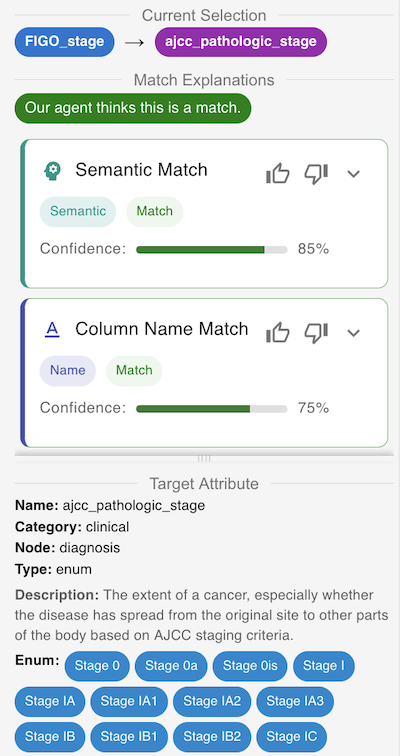 Current Selection
FIGO_stage → ajcc_pathologic_stage
Match Explanations
Our agent thinks this is a match.
Semantic Match
Semantic Match
Confidence: 85%
A Column Name Match
Name Match
Confidence: 75%
Target Attribute
Name: ajcc_pathologic_stage
Category: clinical
Node: diagnosis
Type: enum
Description: The extent of a cancer, especially whether
the disease has spread from the original site to other parts
of the body based on AJCC staging criteria.
Enum: Stage 0 Stage 0a Stage 0is Stage I
Stage IA Stage IA1 Stage IA2 Stage IA3
Stage IB Stage IB1 Stage IB2 Stage IC